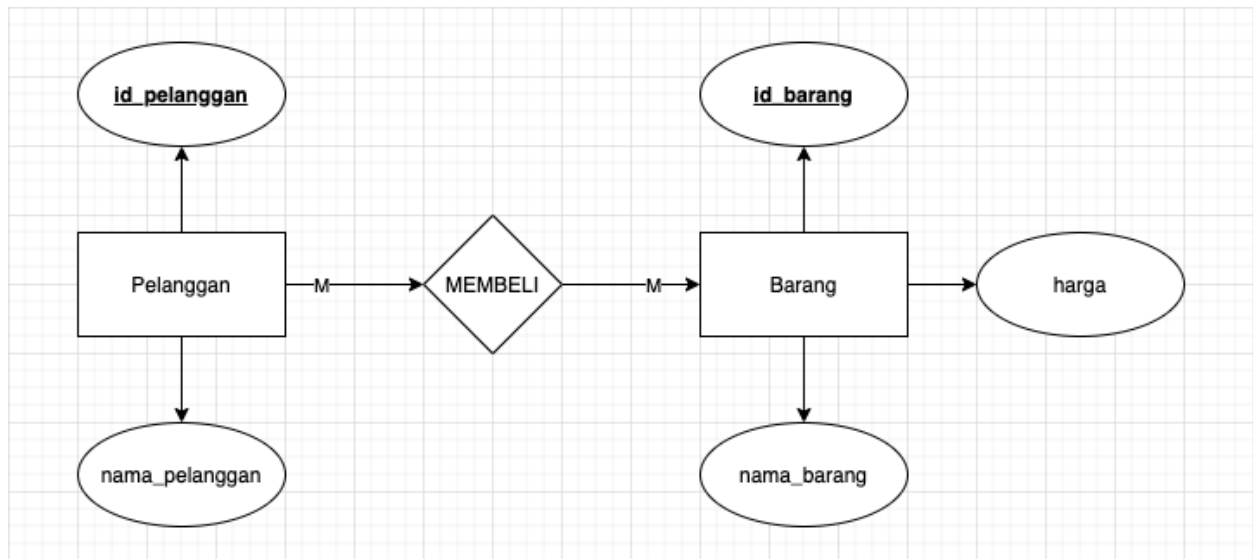 id_pelanggan
id_barang
Pelanggan
M
MEMBELI
M
Barang
harga
nama_pelanggan
nama_barang